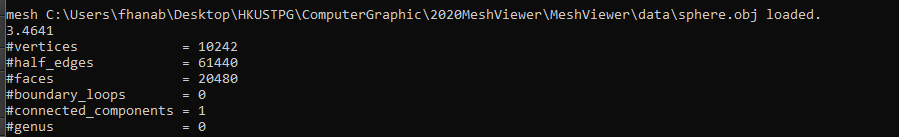 mesh C:\Users\fhanab\Desktop\HKUSTPG\ComputerGraphic\2020MeshViewer\MeshViewer\data\sphere.obj loaded.
3.4641
#vertices = 10242
#half_edges = 61440
#faces = 20480
#boundary_loops = 0
#connected_components = 1
#genus = 0